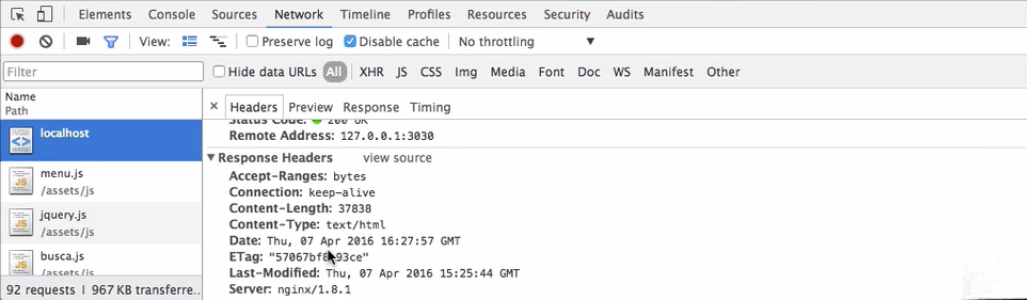 Elements Console Sources Network Timeline Profiles Resources Security Audits
View: Preserve log Disable cache No throttling
Filter Hide data URLs All XHR JS CSS Img Media Font Doc WS Manifest Other
Name
Path
Headers Preview Response Timing
localhost
menu.js
/assets/js
jquery.js
/assets/js
busca.js
/assets/js
92 requests | 967 KB transferre...
Status Code: 200 OK
Remote Address: 127.0.0.1:3030
Response Headers view source
Accept-Ranges: bytes
Connection: keep-alive
Content-Length: 37838
Content-Type: text/html
Date: Thu, 07 Apr 2016 16:27:57 GMT
ETag:
Last-Modified: Thu, 07 Apr 2016 15:25:44 GMT
Server: nginx/1.8.1